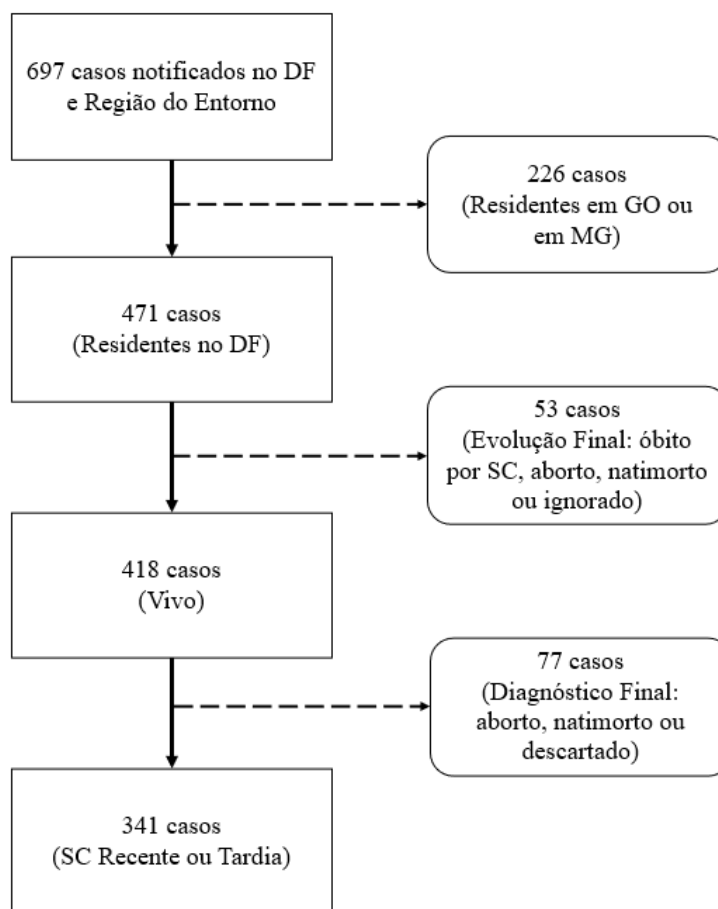 697 casos notificados no DF
e Região do Entorno
226 casos
(Residentes em GO ou
em MG)
471 casos
(Residentes no DF)
53 casos
(Evolução Final: óbito
por SC, aborto, natimorto
ou ignorado)
418 casos
(Vivo)
77 casos
(Diagnóstico Final:
aborto, natimorto ou
descartado)
341 casos
(SC Recente ou Tardia)